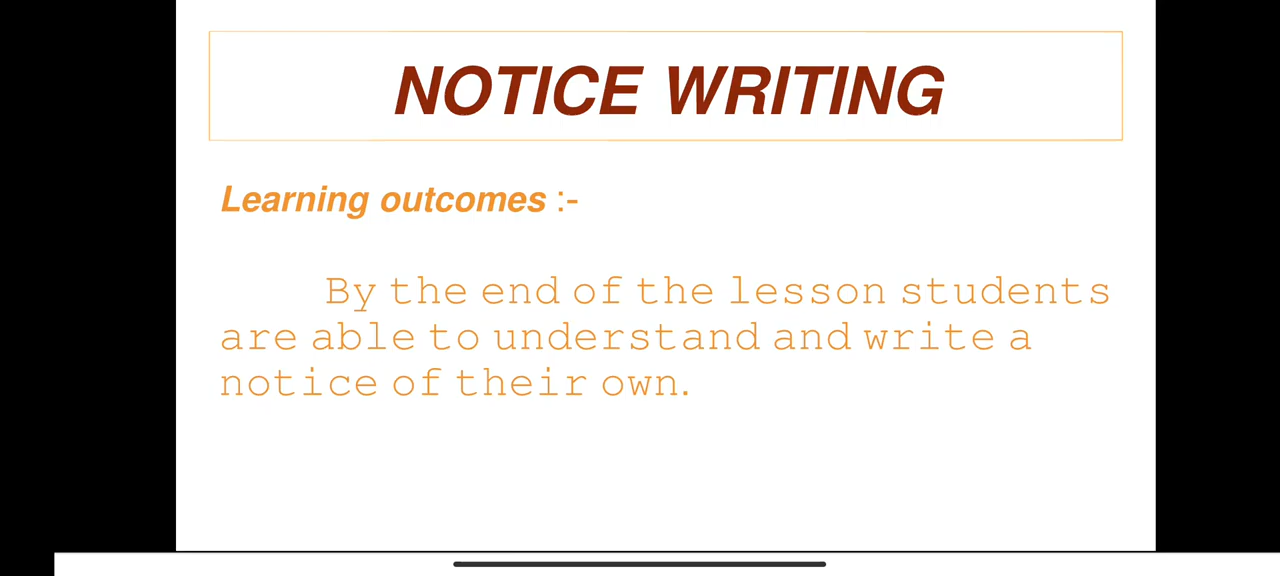 NOTICE WRITING
Learning outcomes :-
By the end of the lesson students
are able to understand and write a
notice of their own.